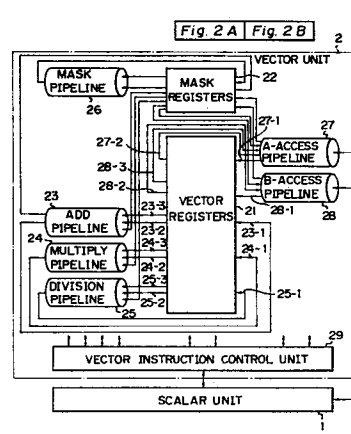 Fig. 2A Fig. 2B
2
VECTOR UNIT
MASK PIPELINE
26
MASK REGISTERS
22
27-1
27-2
28-3
28-2
27
A-ACCESS PIPELINE
B-ACCESS PIPELINE
28
28-1
VECTOR REGISTERS
21
23
ADD PIPELINE
23-3
23-2
23-1
24
MULTIPLY PIPELINE
24-3
24-2
24-1
DIVISION PIPELINE
25
25-3
25-2
25-1
29
VECTOR INSTRUCTION CONTROL UNIT
SCALAR UNIT
1